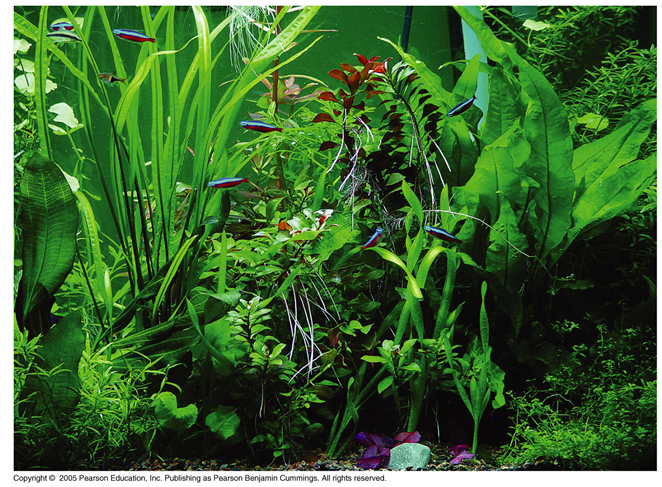 Copyright © 2005 Pearson Education, Inc. Publishing as Pearson Benjamin Cummings. All rights reserved.